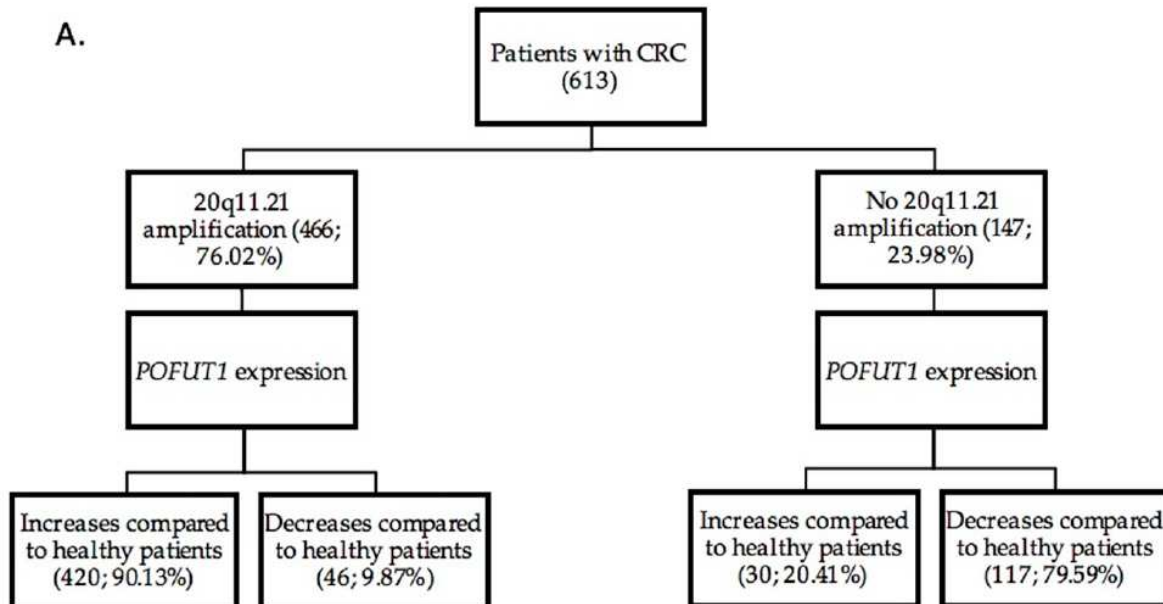 A.
Patients with CRC
(613)
20q11.21
amplification (466;
76.02%)
No 20q11.21
amplification (147;
23.98%)
POFUT1 expression
POFUT1 expression
Increases compared
to healthy patients
(420; 90.13%)
Decreases compared
to healthy patients
(46; 9.87%)
Increases compared
to healthy patients
(30; 20.41%)
Decreases compared
to healthy patients
(117; 79.59%)